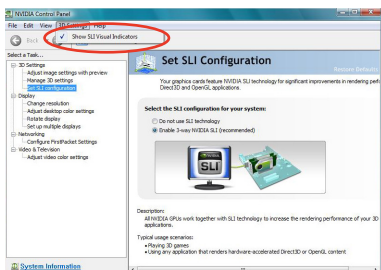 NVIDIA Control Panel
File Edit View 3D Settings Help
Back
Show SLI Visual Indicators
Select a Task...
3D Settings
Adjust image settings with preview
Manage 3D settings
Set SLI configuration
Display
Change resolution
Adjust desktop color settings
Rotate display
Set up multiple displays
Networking
Configure FirstPacket Settings
Video & Television
Adjust video color settings
System Information
Set SLI Configuration
Restore Defaults
Your graphics cards feature NVIDIA SLI technology for significant improvements in rendering perf
Direct3D and OpenGL applications.
Select the SLI configuration for your system:
Do not use SLI technology
Enable 3-way NVIDIA SLI (recommended)
SLI
Description:
All NVIDIA GPUs work together with SLI technology to increase the rendering performance of your 3D
applications.
Typical usage scenarios:
• Playing 3D games
• Using any application that renders hardware-accelerated Direct3D or OpenGL content